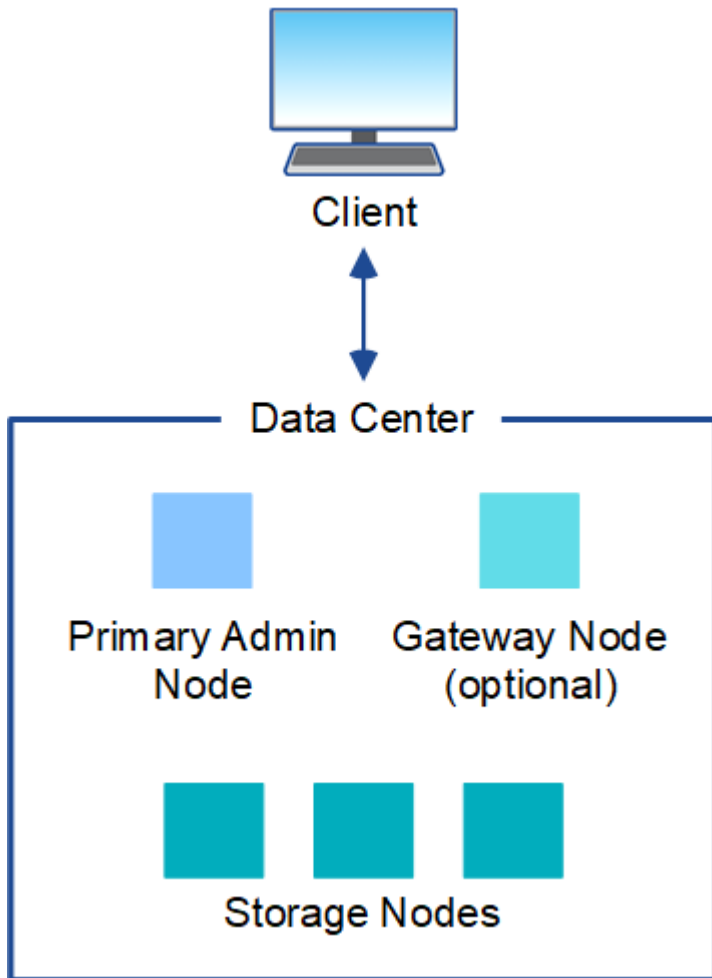 Client
Data Center
Primary Admin
Node
Gateway Node
(optional)
Storage Nodes